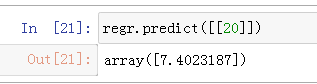 In [21]: regr.predict([[20]])
Out[21]: array([7.4023187])